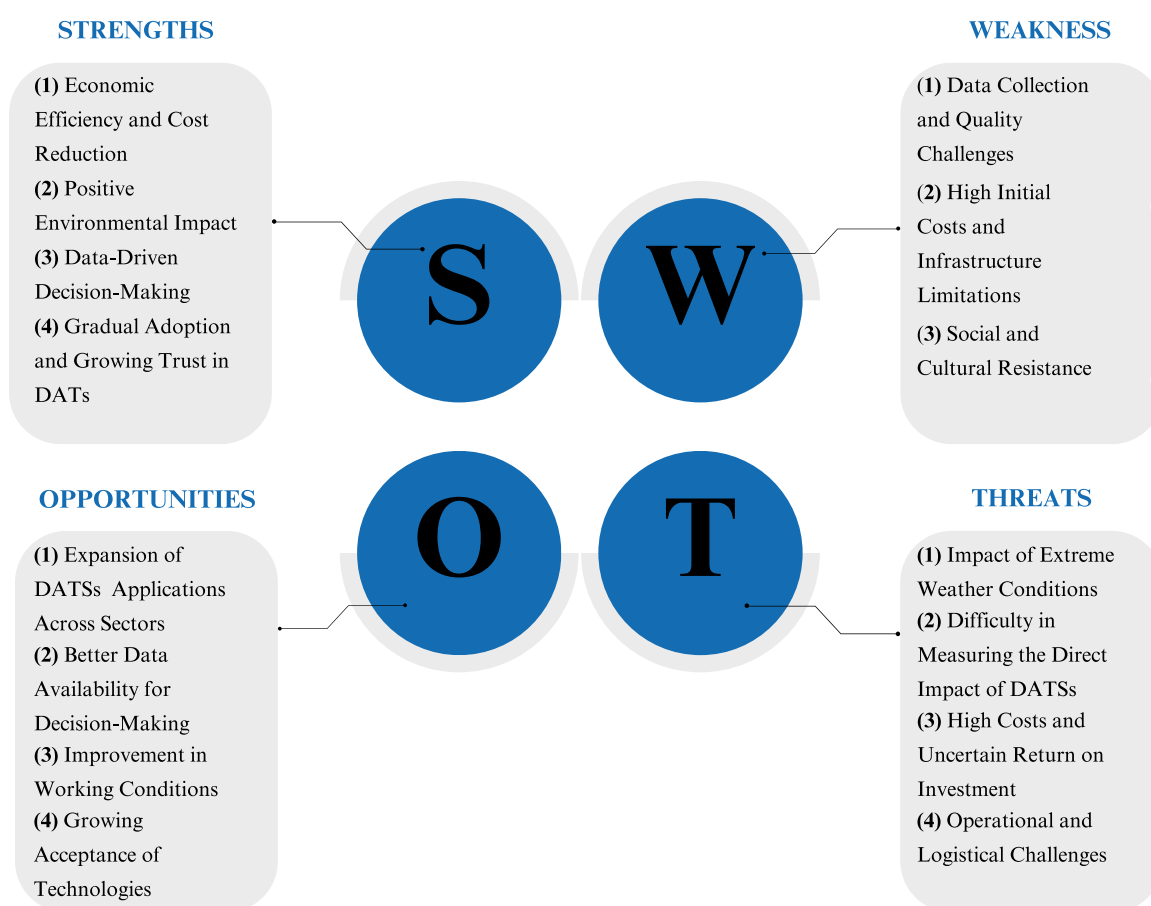 STRENGTHS
(1) Economic
Efficiency and Cost
Reduction
(2) Positive
Environmental Impact
(3) Data-Driven
Decision-Making
(4) Gradual Adoption
and Growing Trust in
DATs
S
W
WEAKNESS
(1) Data Collection
and Quality
Challenges
(2) High Initial
Costs and
Infrastructure
Limitations
(3) Social and
Cultural Resistance
OPPORTUNITIES
(1) Expansion of
DATSs Applications
Across Sectors
(2) Better Data
Availability for
Decision-Making
(3) Improvement in
Working Conditions
(4) Growing
Acceptance of
Technologies
O
T
THREATS
(1) Impact of Extreme
Weather Conditions
(2) Difficulty in
Measuring the Direct
Impact of DATSs
(3) High Costs and
Uncertain Return on
Investment
(4) Operational and
Logistical Challenges